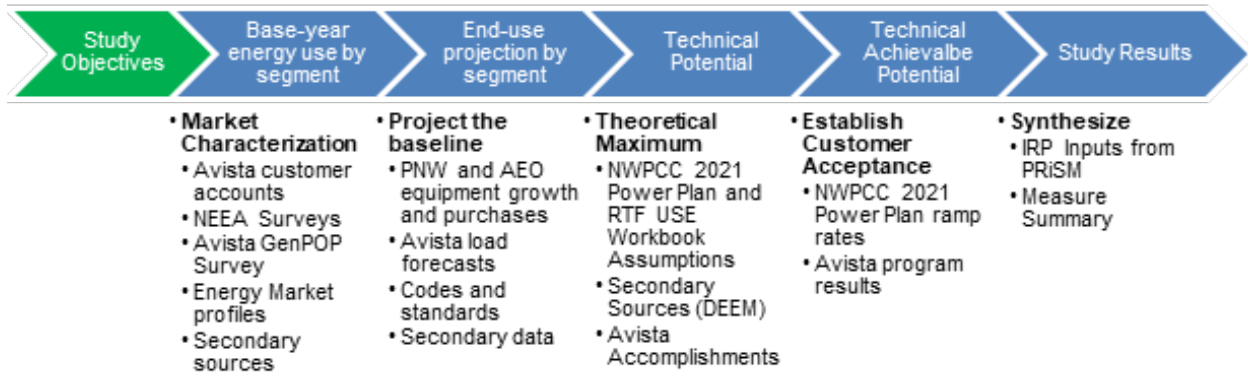 Study
Objectives
Base-year
energy use by
segment
End-use
projection by
segment
Technical
Potential
Technical
Achievalbe
Potential
Study Results
• Market
Characterization
• Avista customer
accounts
• NEEA Surveys
• Avista GenPOP
Survey
• Energy Market
profiles
• Secondary
sources
• Project the
baseline
• PNW and AEO
equipment growth
and purchases
• Avista load
forecasts
• Codes and
standards
• Secondary data
• Theoretical
Maximum
• NWPCC 2021
Power Plan and
RTF USE
Workbook
Assumptions
• Secondary
Sources (DEEM)
• Avista
Accomplishments
• Establish
Customer
Acceptance
• NWPCC 2021
Power Plan ramp
rates
• Avista program
results
• Synthesize
• IRP Inputs from
PRiSM
• Measure
Summary